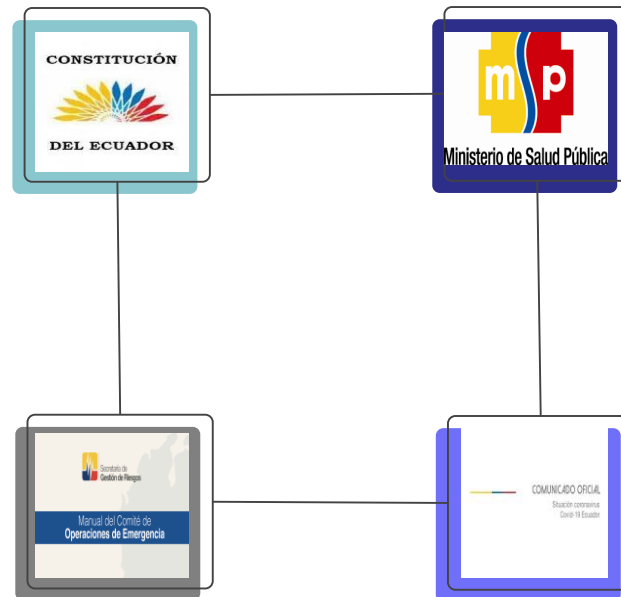 CONSTITUCIÓN
DEL ECUADOR
m p
Ministerio de Salud Pública
Secretaría de
Gestión de Riesgos
Manual del Comité de
Operaciones de Emergencia
COMUNICADO OFICIAL
Situación coronavirus
Covid-19 Ecuador